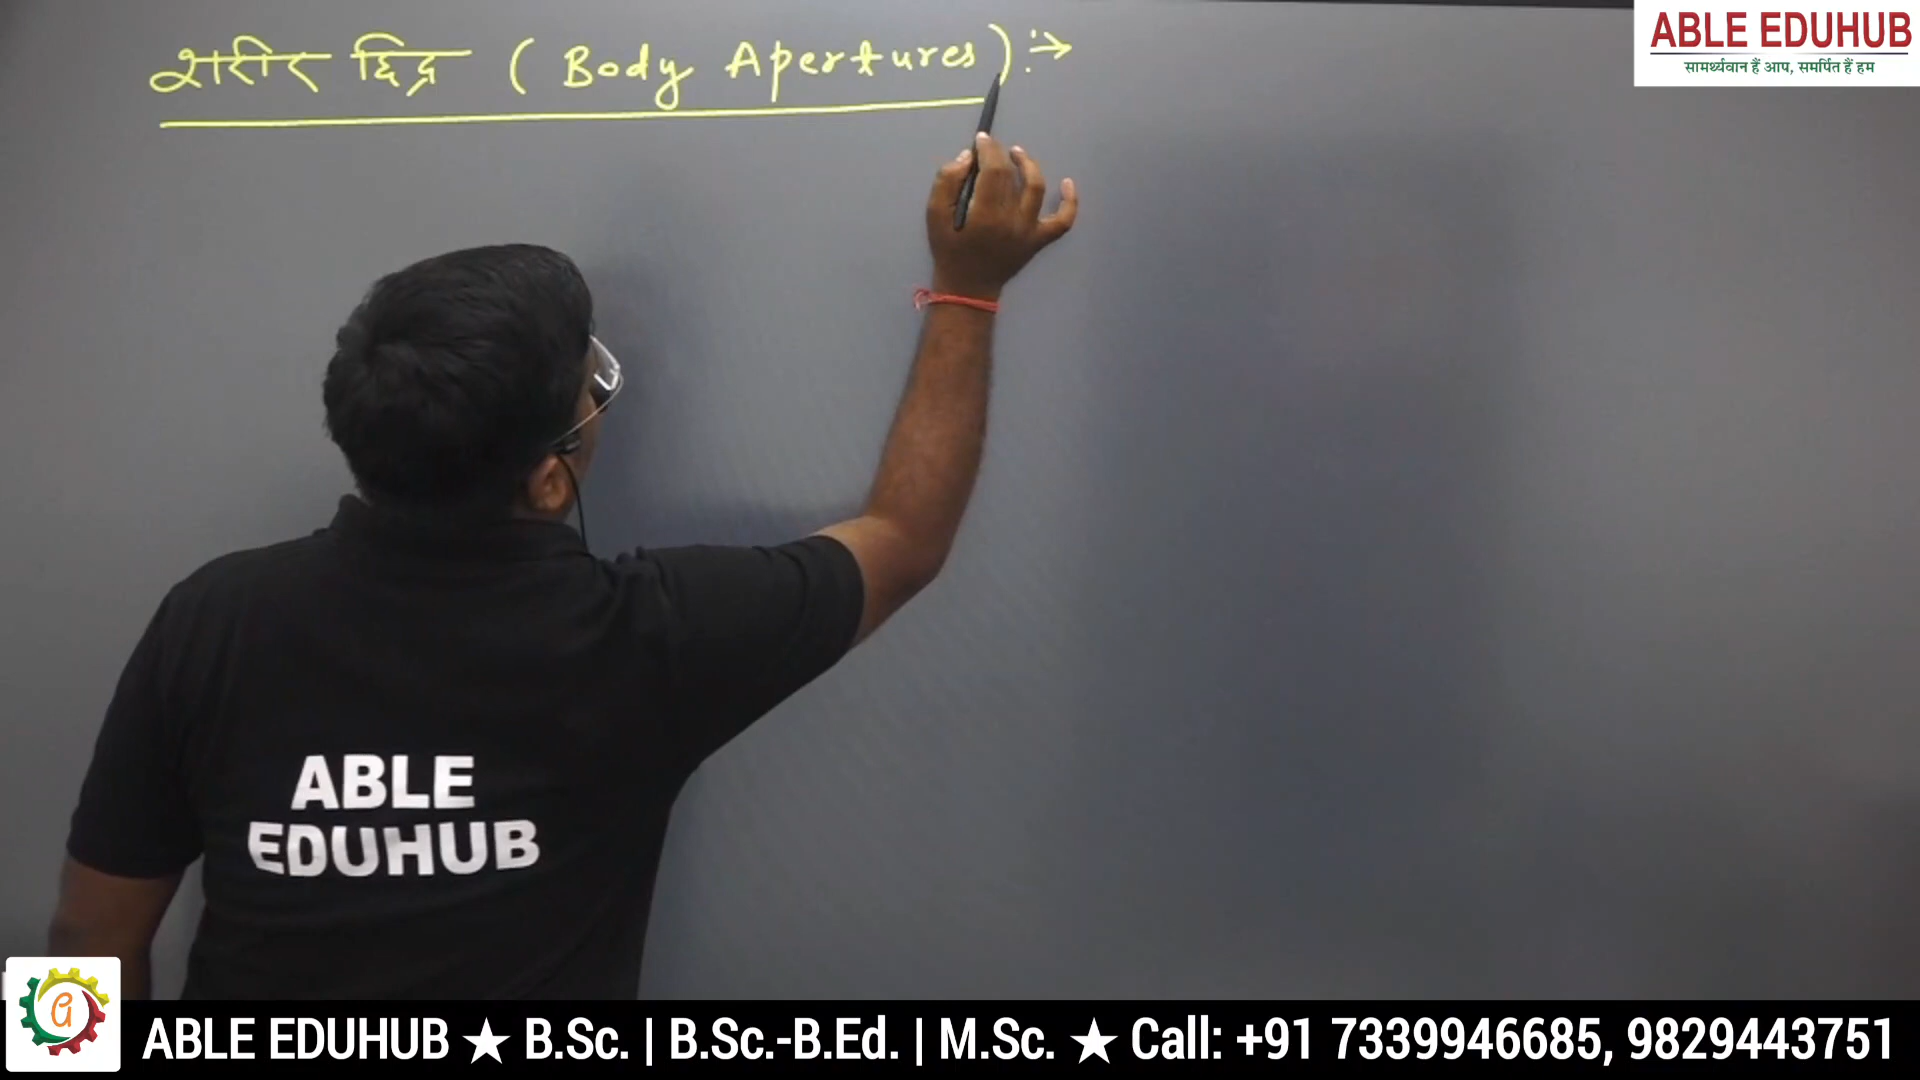 शरीर छिद्र ( Body Apertures ) :->
ABLE EDUHUB
सामर्थ्यवान हैं आप, समर्पित हैं हम
ABLE
EDUHUB
ABLE EDUHUB ★ B.Sc. | B.Sc.-B.Ed. | M.Sc. ★ Call: +91 7339946685, 9829443751